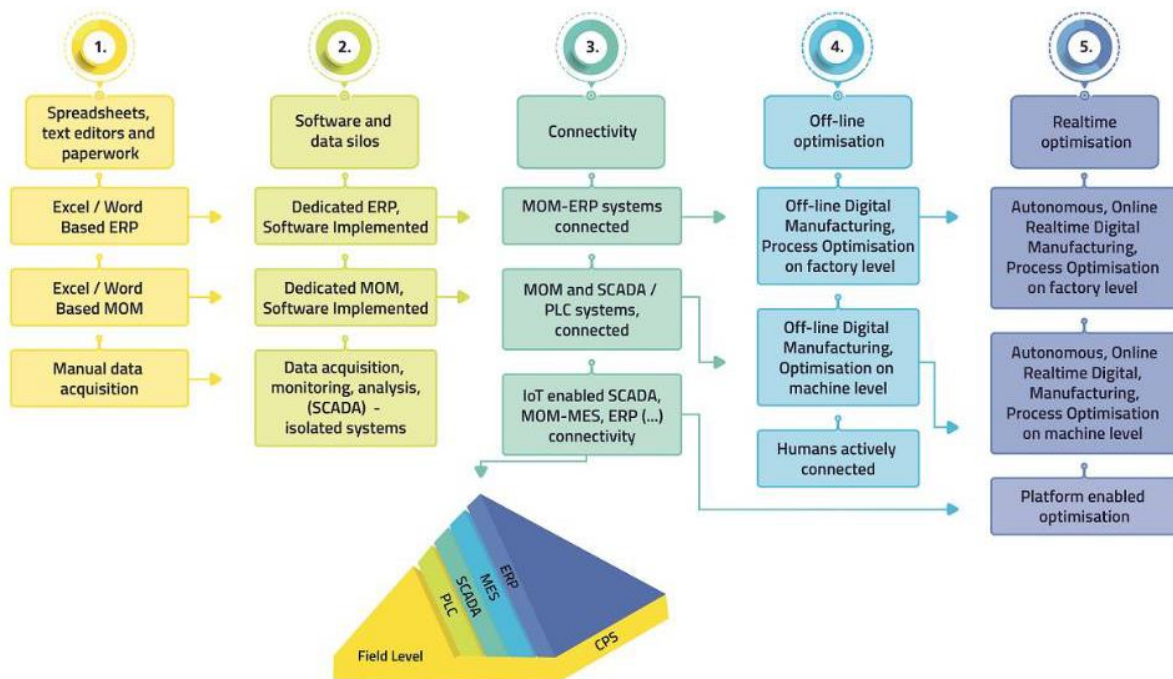 1.
Spreadsheets,
text editors and
paperwork
Excel / Word
Based ERP
Excel / Word
Based MOM
Manual data
acquisition
2.
Software and
data silos
Dedicated ERP,
Software Implemented
Dedicated MOM,
Software Implemented
Data acquisition,
monitoring, analysis,
(SCADA) -
isolated systems
3.
Connectivity
MOM-ERP systems
connected
MOM and SCADA /
PLC systems,
connected
IoT enabled SCADA,
MOM-MES, ERP (...)
connectivity
4.
Off-line
optimisation
Off-line Digital
Manufacturing,
Process Optimisation
on factory level
Off-line Digital
Manufacturing,
Optimisation on
machine level
Humans actively
connected
5.
Realtime
optimisation
Autonomous, Online
Realtime Digital
Manufacturing,
Process Optimisation
on factory level
Autonomous, Online
Realtime Digital,
Manufacturing,
Process Optimisation
on machine level
Platform enabled
optimisation
Field Level
PLC
SCADA
MES
ERP
CPS